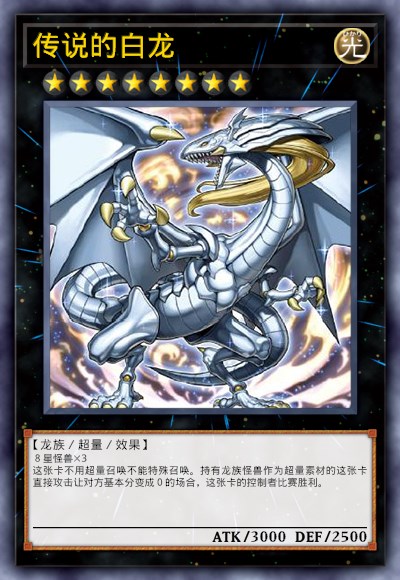 传说的白龙
光
ひかり
【龙族／超量／效果】
８星怪兽×3
这张卡不用超量召唤不能特殊召唤。持有龙族怪兽作为超量素材的这张卡
直接攻击让对方基本分变成０的场合，这张卡的控制者比赛胜利。
ATK/3000 DEF/2500